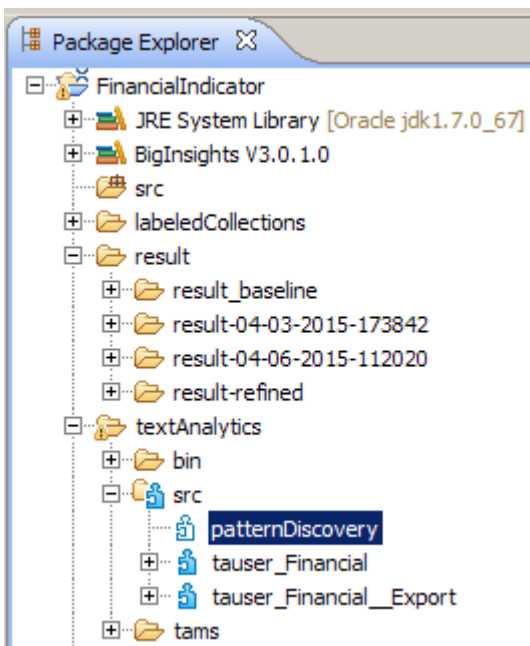 Package Explorer
FinancialIndicator
JRE System Library [Oracle jdk1.7.0_67]
BigInsights V3.0.1.0
src
labeledCollections
result
result_baseline
result-04-03-2015-173842
result-04-06-2015-112020
result-refined
textAnalytics
bin
src
patternDiscovery
tauser_Financial
tauser_Financial__Export
tams